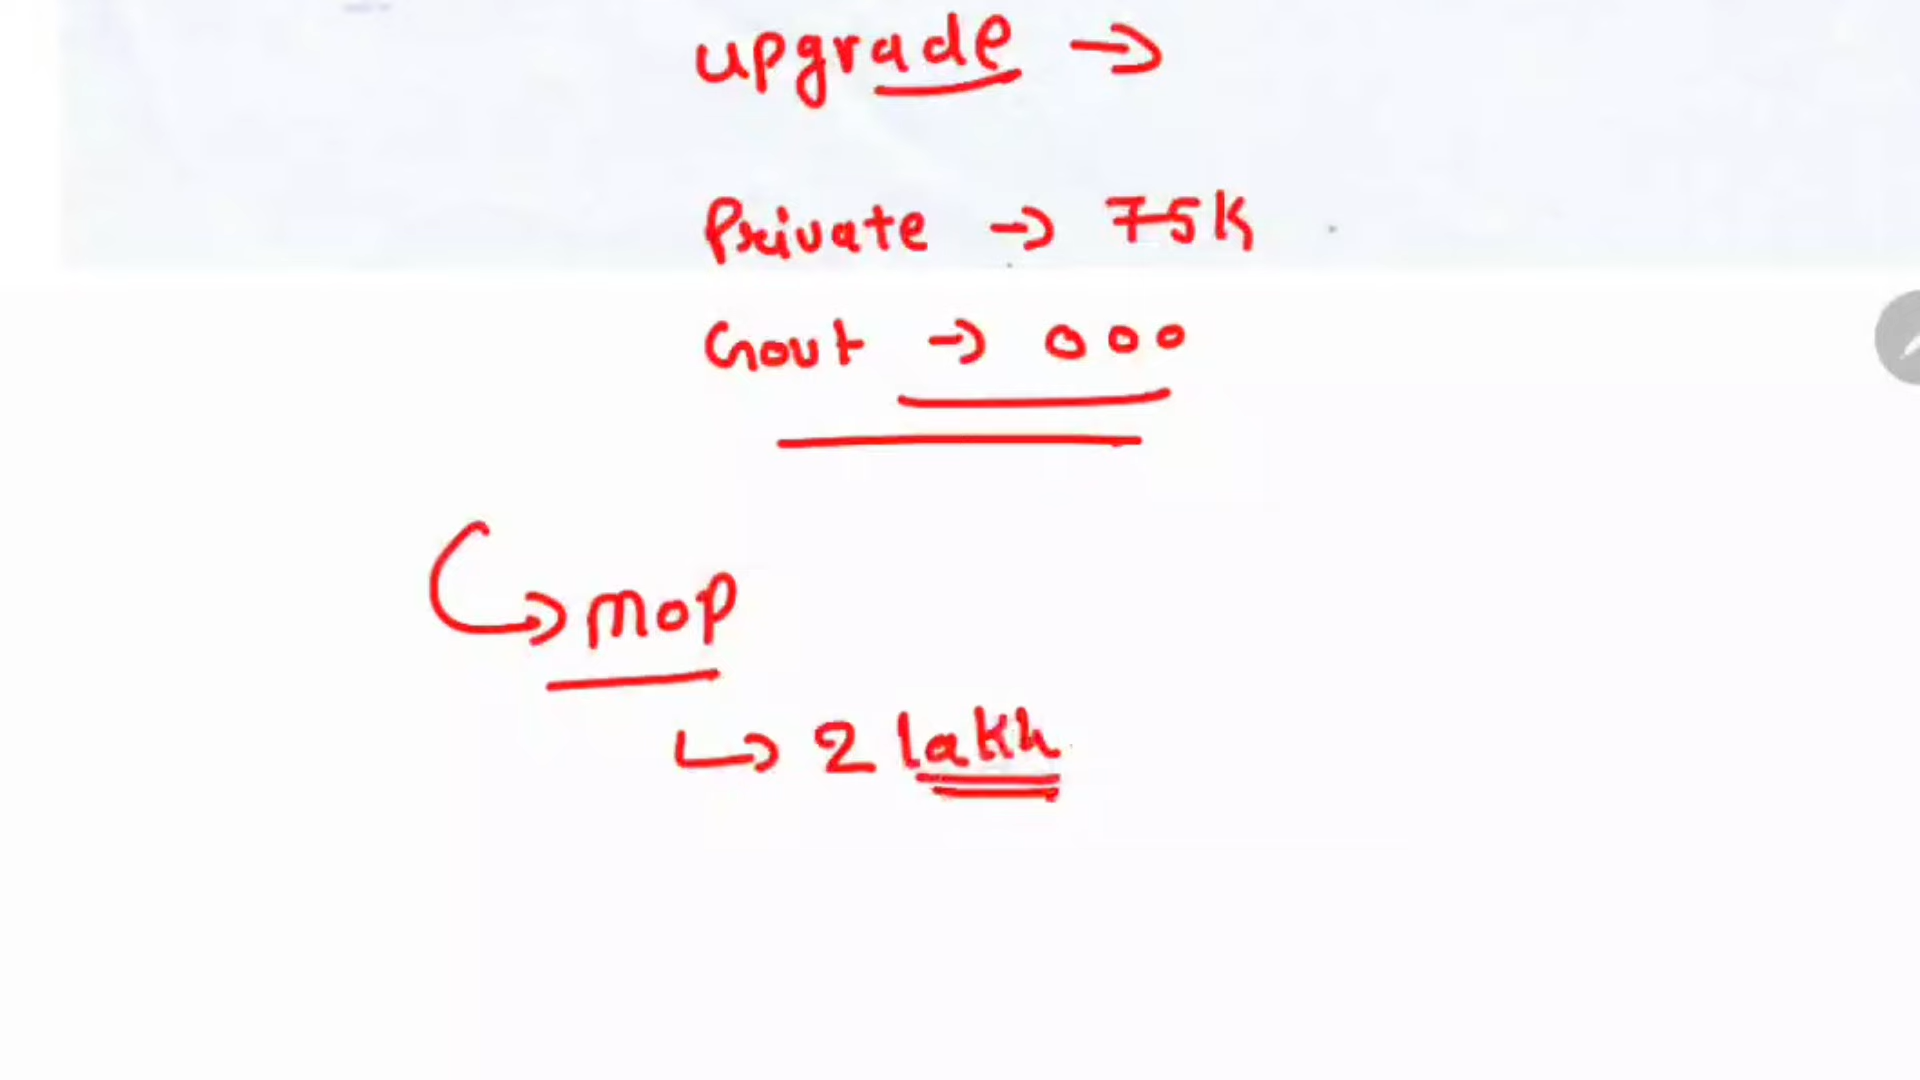 upgrade →
Private → 75K
Govt → 000
↪ mop
↳ 2 lakh